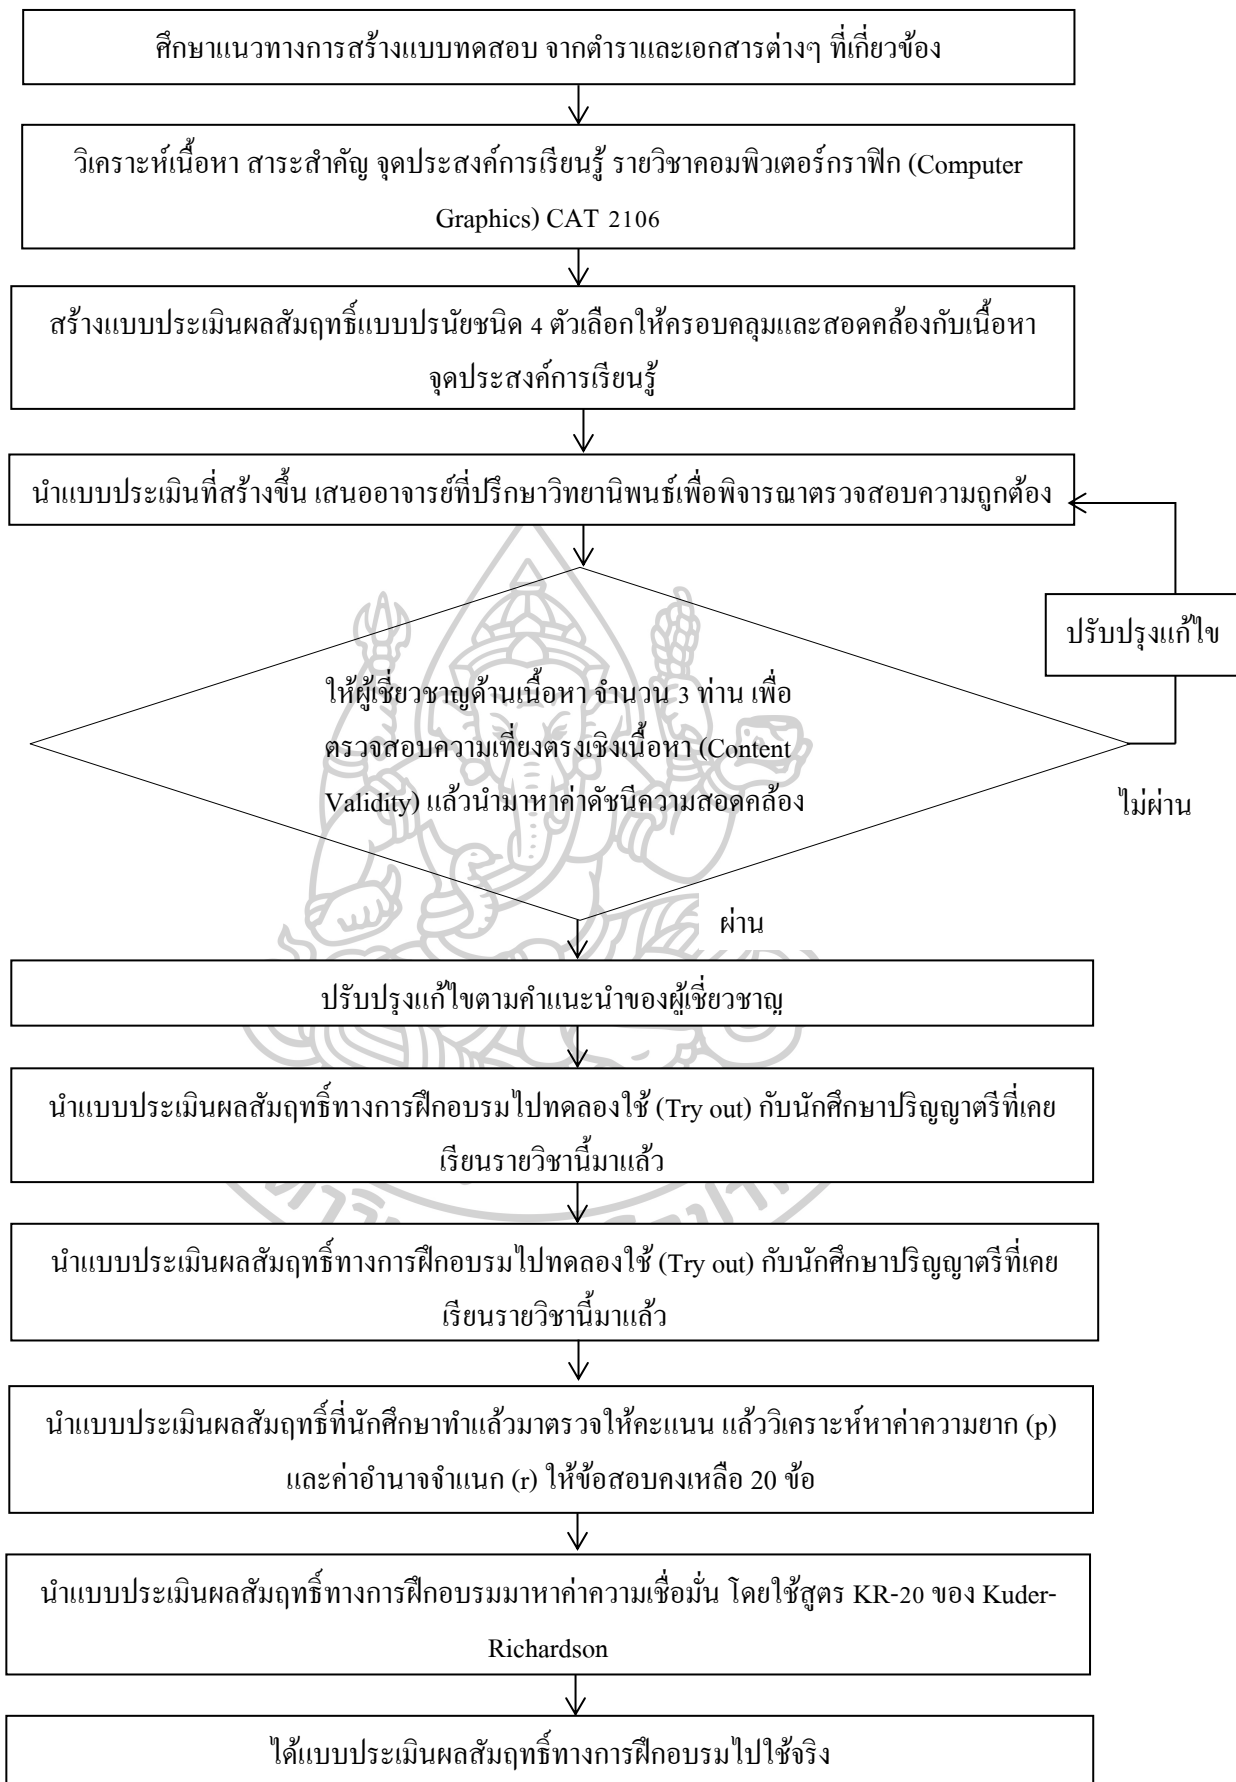 ศึกษาแนวทางการสร้างแบบทดสอบ จากตำราและเอกสารต่างๆ ที่เกี่ยวข้อง
วิเคราะห์เนื้อหา สาระสำคัญ จุดประสงค์การเรียนรู้ รายวิชาคอมพิวเตอร์กราฟิก (Computer
Graphics) CAT 2106
สร้างแบบประเมินผลสัมฤทธิ์แบบปรนัยชนิด 4 ตัวเลือกให้ครอบคลุมและสอดคล้องกับเนื้อหา
จุดประสงค์การเรียนรู้
นำแบบประเมินที่สร้างขึ้น เสนออาจารย์ที่ปรึกษาวิทยานิพนธ์เพื่อพิจารณาตรวจสอบความถูกต้อง
ปรับปรุงแก้ไข
ให้ผู้เชี่ยวชาญด้านเนื้อหา จำนวน 3 ท่าน เพื่อ
ตรวจสอบความเที่ยงตรงเชิงเนื้อหา (Content
Validity) แล้วนำมาหาค่าดัชนีความสอดคล้อง
ไม่ผ่าน
ผ่าน
ปรับปรุงแก้ไขตามคำแนะนำของผู้เชี่ยวชาญ
นำแบบประเมินผลสัมฤทธิ์ทางการฝึกอบรมไปทดลองใช้ (Try out) กับนักศึกษาปริญญาตรีที่เคย
เรียนรายวิชานี้มาแล้ว
นำแบบประเมินผลสัมฤทธิ์ทางการฝึกอบรมไปทดลองใช้ (Try out) กับนักศึกษาปริญญาตรีที่เคย
เรียนรายวิชานี้มาแล้ว
นำแบบประเมินผลสัมฤทธิ์ที่นักศึกษาทำแล้วมาตรวจให้คะแนน แล้ววิเคราะห์หาค่าความยาก (p)
และค่าอำนาจจำแนก (r) ให้ข้อสอบคงเหลือ 20 ข้อ
นำแบบประเมินผลสัมฤทธิ์ทางการฝึกอบรมมาหาค่าความเชื่อมั่น โดยใช้สูตร KR-20 ของ Kuder-
Richardson
ได้แบบประเมินผลสัมฤทธิ์ทางการฝึกอบรมไปใช้จริง